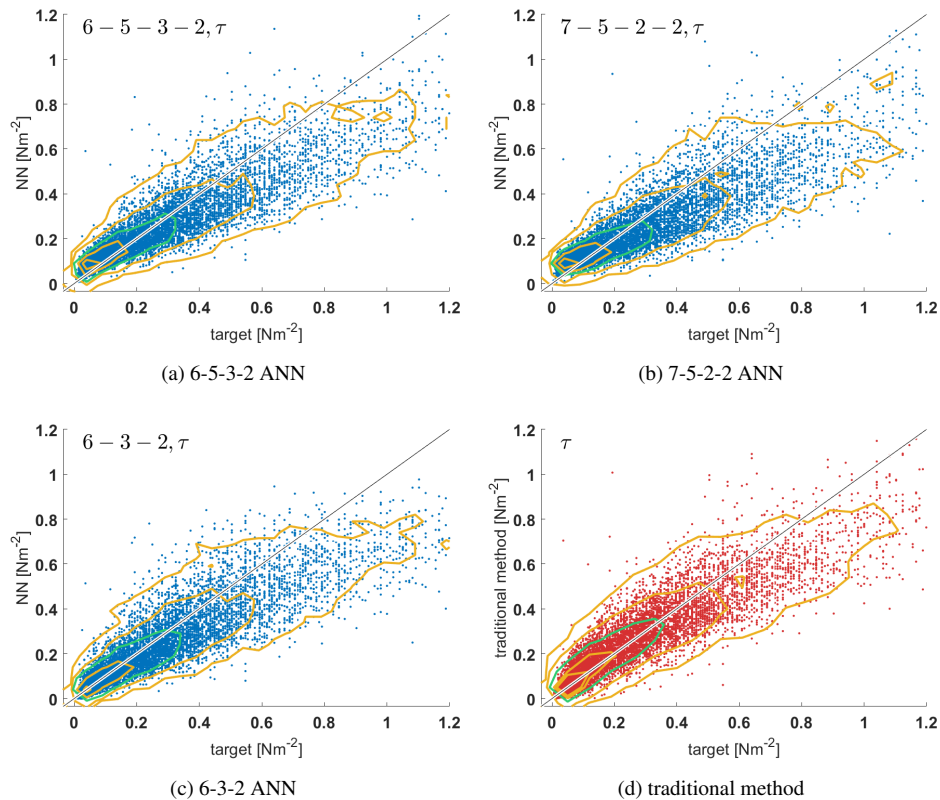 6 − 5 − 3 − 2, τ
NN [Nm-2]
1.2
1
0.8
0.6
0.4
0.2
0
0 0.2 0.4 0.6 0.8 1 1.2
target [Nm-2]
(a) 6-5-3-2 ANN
7 − 5 − 2 − 2, τ
NN [Nm-2]
1.2
1
0.8
0.6
0.4
0.2
0
0 0.2 0.4 0.6 0.8 1 1.2
target [Nm-2]
(b) 7-5-2-2 ANN
6 − 3 − 2, τ
NN [Nm-2]
1.2
1
0.8
0.6
0.4
0.2
0
0 0.2 0.4 0.6 0.8 1 1.2
target [Nm-2]
(c) 6-3-2 ANN
τ
traditional method [Nm-2]
1.2
1
0.8
0.6
0.4
0.2
0
0 0.2 0.4 0.6 0.8 1 1.2
target [Nm-2]
(d) traditional method